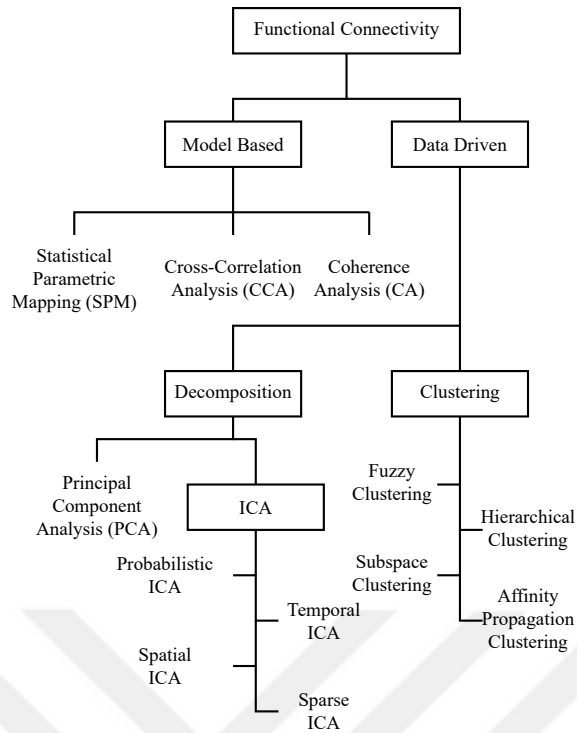 Functional Connectivity
Model Based
Data Driven
Statistical
Parametric
Mapping (SPM)
Cross-Correlation
Analysis (CCA)
Coherence
Analysis (CA)
Decomposition
Clustering
Principal
Component
Analysis (PCA)
ICA
Probabilistic
ICA
Temporal
ICA
Spatial
ICA
Sparse
ICA
Fuzzy
Clustering
Hierarchical
Clustering
Subspace
Clustering
Affinity
Propagation
Clustering